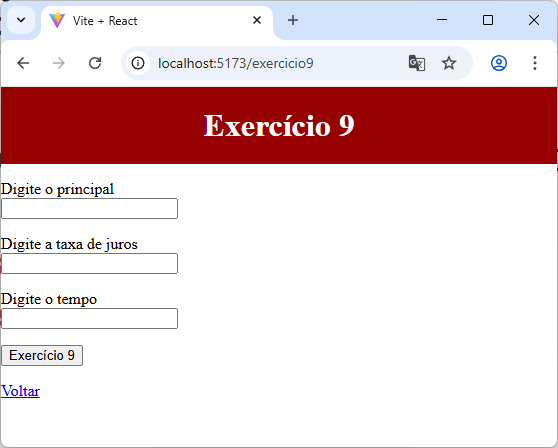 Vite + React
localhost:5173/exercicio9
Exercício 9
Digite o principal
Digite a taxa de juros
Digite o tempo
Exercício 9
Voltar